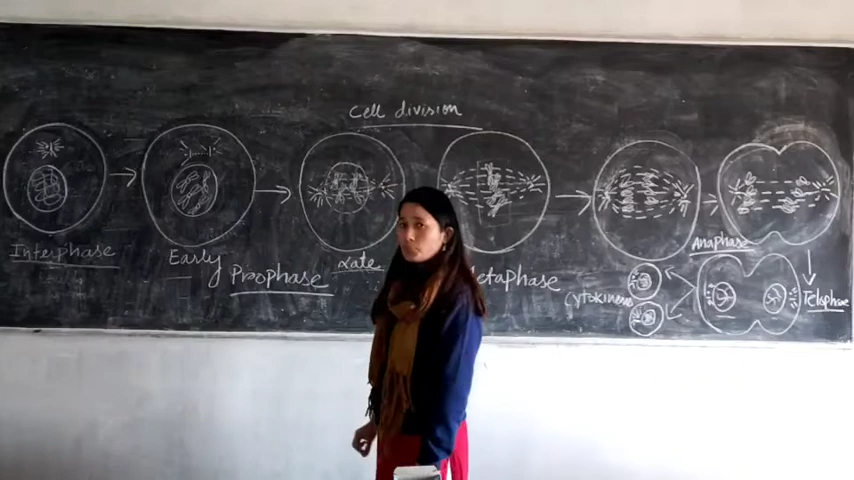 Cell division
Interphase
Early
Prophase
Late
Metaphase
Anaphase
Cytokinesis
Telophase